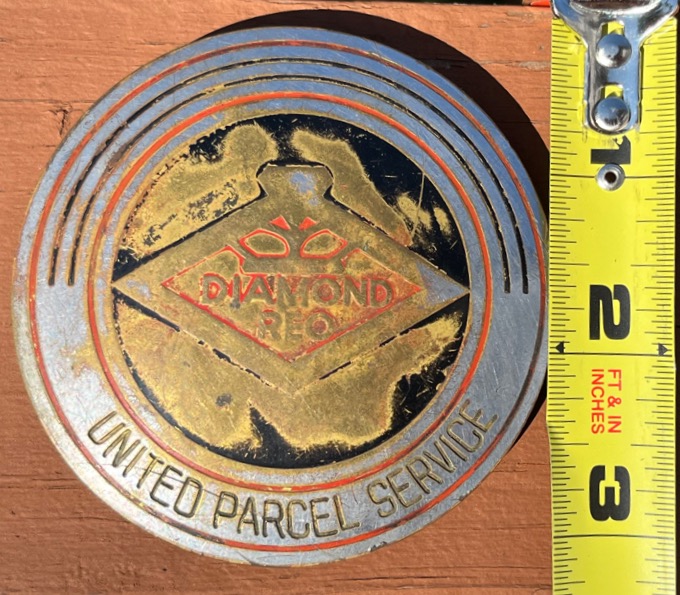 DIAMOND
REO
UNITED PARCEL SERVICE
1
2
FT & IN
INCHES
3